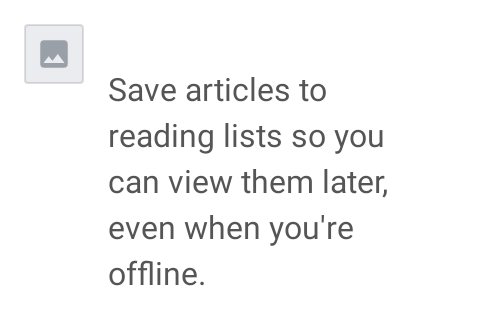 Save articles to
reading lists so you
can view them later,
even when you're
offline.